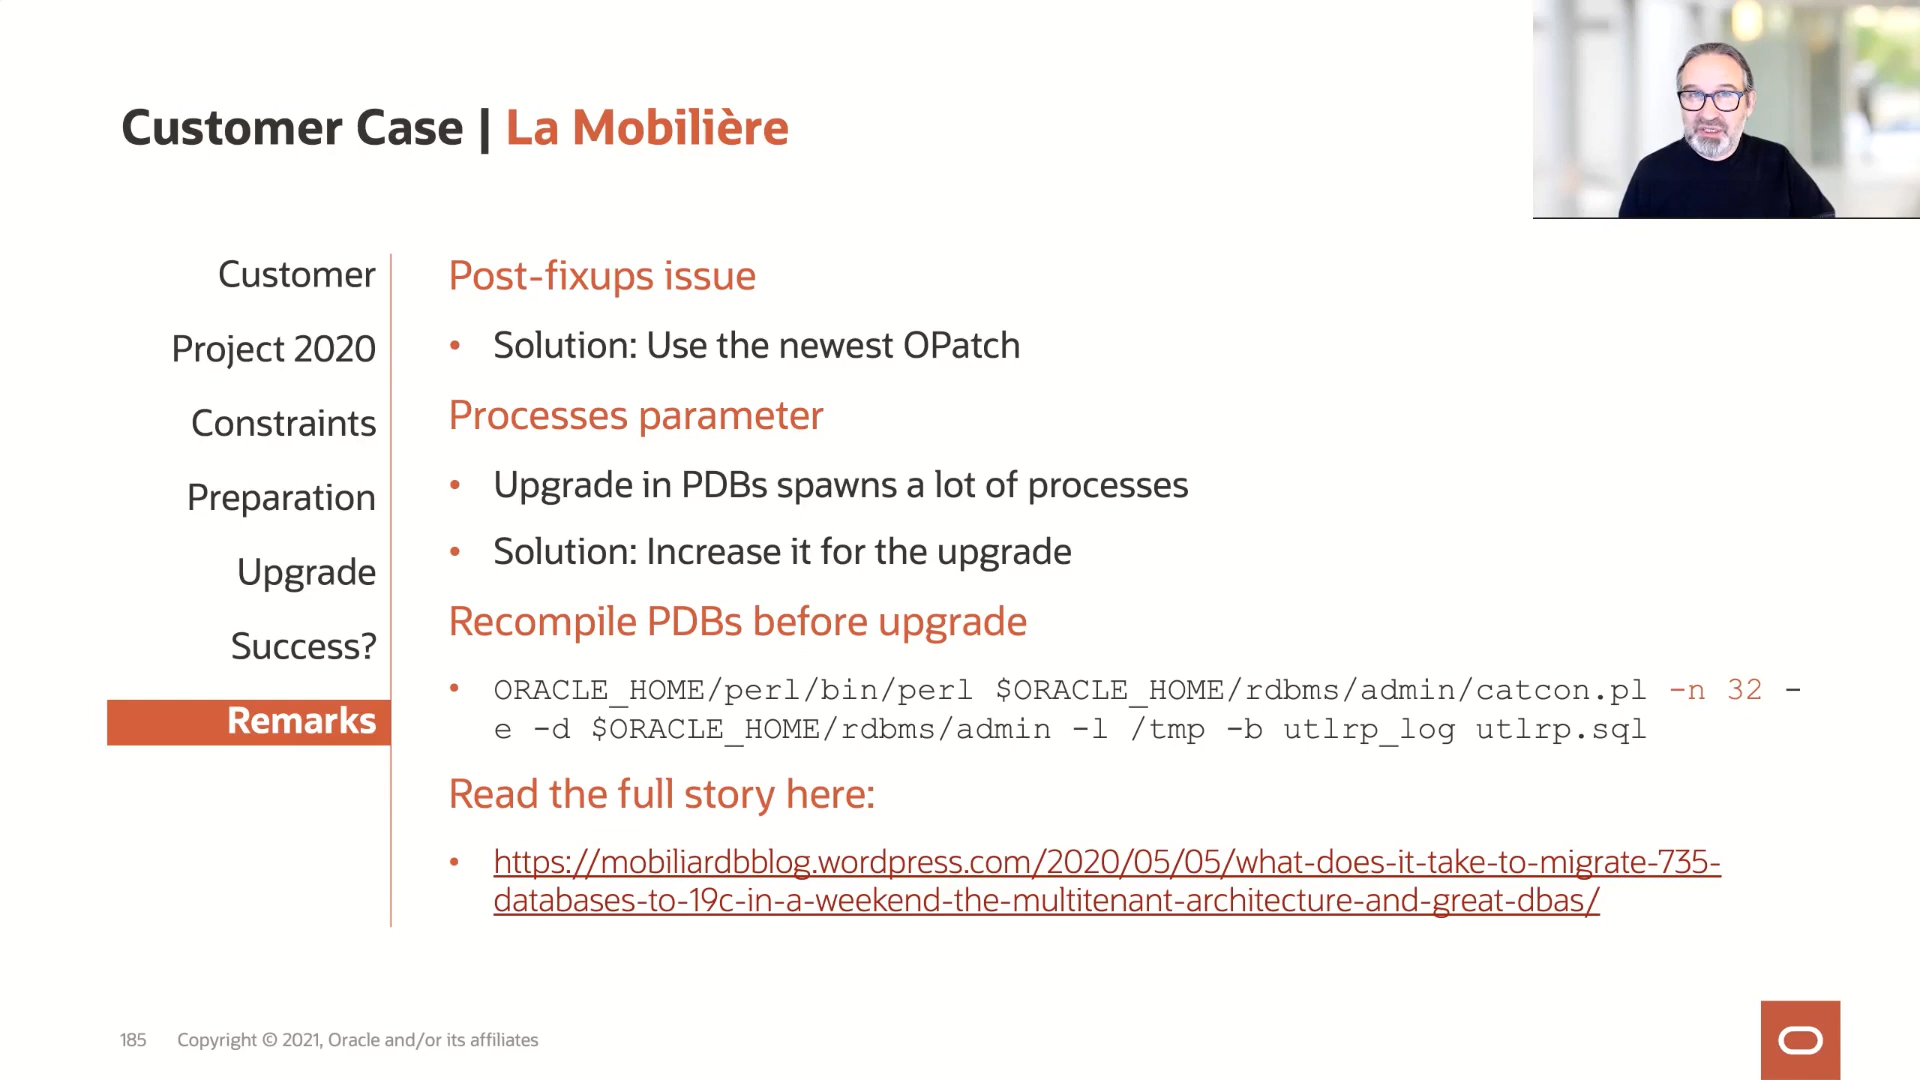 Customer Case | La Mobilière
Customer
Project 2020
Constraints
Preparation
Upgrade
Success?
Remarks
Post-fixups issue
• Solution: Use the newest OPatch
Processes parameter
• Upgrade in PDBs spawns a lot of processes
• Solution: Increase it for the upgrade
Recompile PDBs before upgrade
• ORACLE_HOME/perl/bin/perl $ORACLE_HOME/rdbms/admin/catcon.pl -n 32 -
e -d $ORACLE_HOME/rdbms/admin -l /tmp -b utlrp_log utlrp.sql
Read the full story here:
• https://mobiliardbblog.wordpress.com/2020/05/05/what-does-it-take-to-migrate-735-
databases-to-19c-in-a-weekend-the-multitenant-architecture-and-great-dbas/
185 Copyright © 2021, Oracle and/or its affiliates